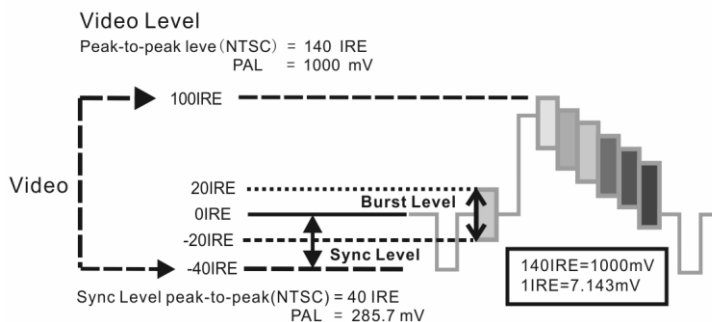 Video Level
Peak-to-peak leve(NTSC) = 140 IRE
PAL = 1000 mV
100IRE
Video
20IRE
Burst Level
0IRE
-20IRE
Sync Level
-40IRE
140IRE=1000mV
1IRE=7.143mV
Sync Level peak-to-peak(NTSC) = 40 IRE
PAL = 285.7 mV